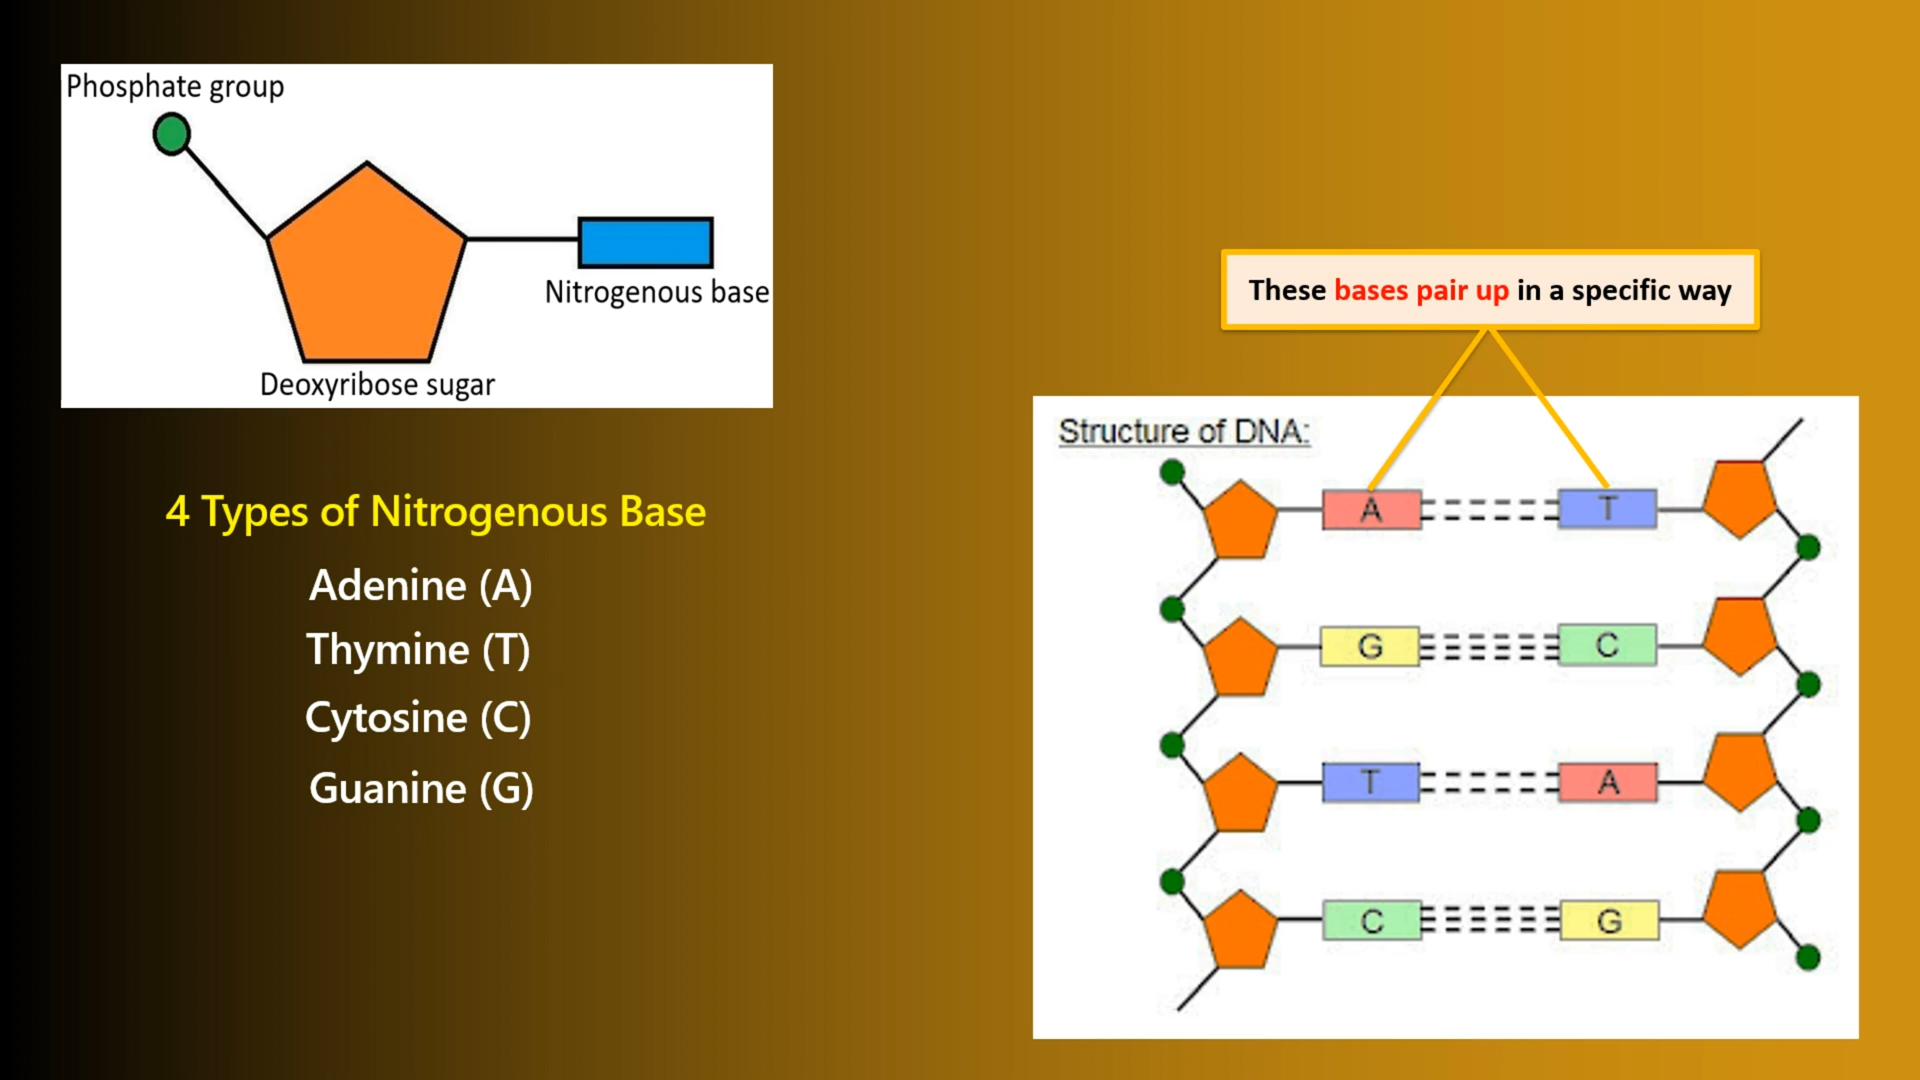 Phosphate group
Nitrogenous base
Deoxyribose sugar
4 Types of Nitrogenous Base
Adenine (A)
Thymine (T)
Cytosine (C)
Guanine (G)
These bases pair up in a specific way
Structure of DNA:
A T
G C
T A
C G